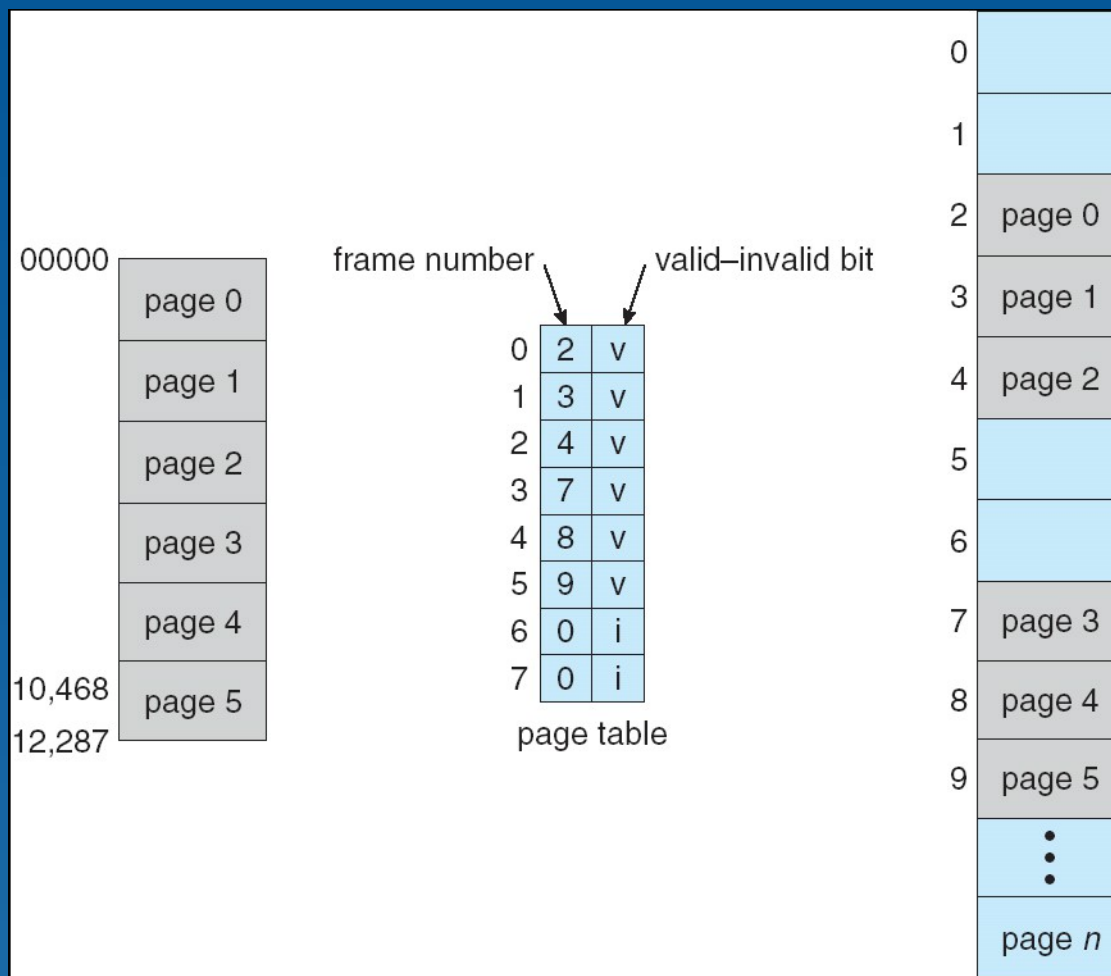 00000
page 0
page 1
page 2
page 3
page 4
10,468
page 5
12,287
frame number
valid–invalid bit
0 2 v
1 3 v
2 4 v
3 7 v
4 8 v
5 9 v
6 0 i
7 0 i
page table
0
1
2 page 0
3 page 1
4 page 2
5
6
7 page 3
8 page 4
9 page 5
page n